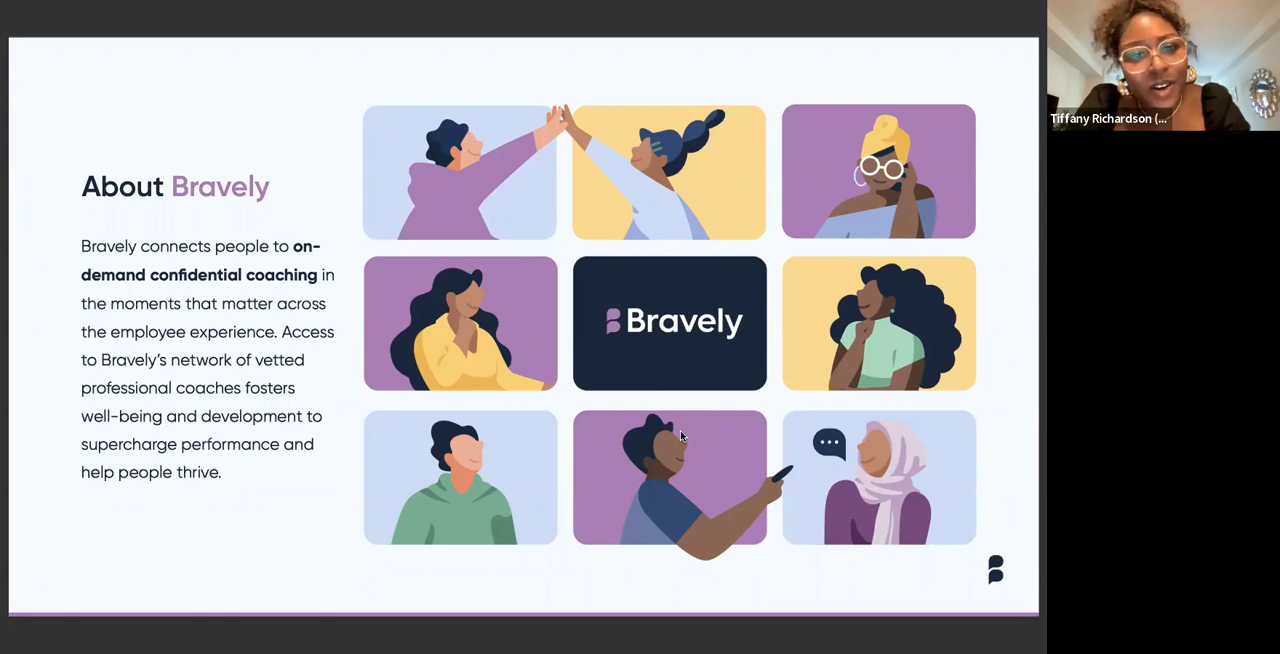 About Bravely
Bravely connects people to on-
demand confidential coaching in
the moments that matter across
the employee experience. Access
to Bravely’s network of vetted
professional coaches fosters
well-being and development to
supercharge performance and
help people thrive.
Bravely
Tiffany Richardson (...